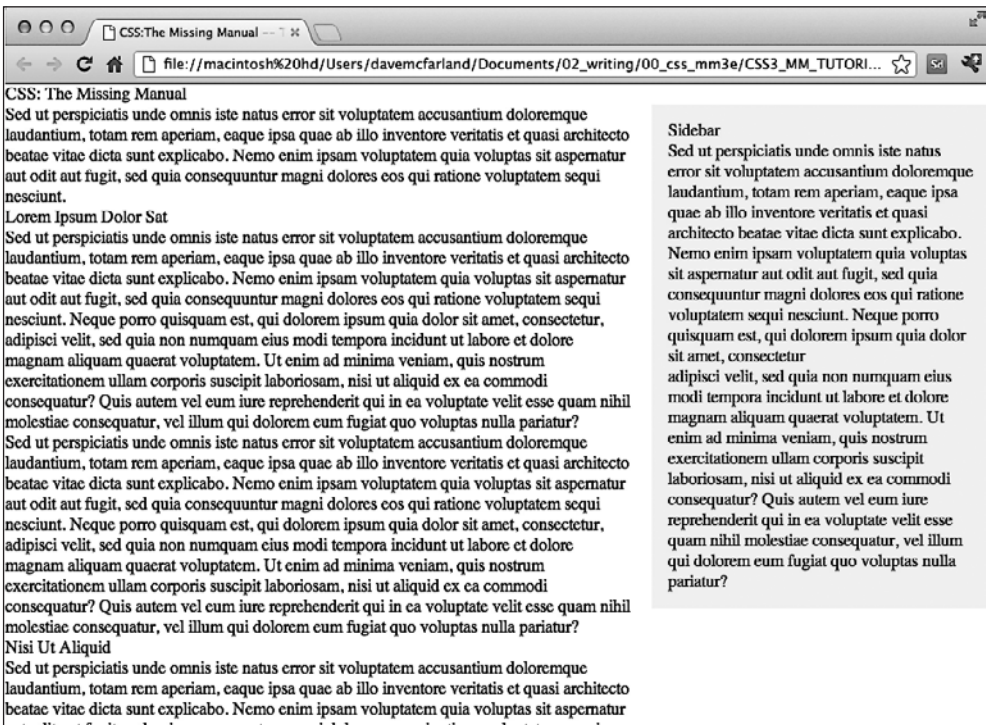 CSS:The Missing Manual -- T
file://macintosh%20hd/Users/davemcfarland/Documents/02_writing/00_css_mm3e/CSS3_MM_TUTORI...
Sd
CSS: The Missing Manual
Sed ut perspiciatis unde omnis iste natus error sit voluptatem accusantium doloremque
laudantium, totam rem aperiam, eaque ipsa quae ab illo inventore veritatis et quasi architecto
beatae vitae dicta sunt explicabo. Nemo enim ipsam voluptatem quia voluptas sit aspernatur
aut odit aut fugit, sed quia consequuntur magni dolores eos qui ratione voluptatem sequi
nesciunt.
Lorem Ipsum Dolor Sat
Sed ut perspiciatis unde omnis iste natus error sit voluptatem accusantium doloremque
laudantium, totam rem aperiam, eaque ipsa quae ab illo inventore veritatis et quasi architecto
beatae vitae dicta sunt explicabo. Nemo enim ipsam voluptatem quia voluptas sit aspernatur
aut odit aut fugit, sed quia consequuntur magni dolores eos qui ratione voluptatem sequi
nesciunt. Neque porro quisquam est, qui dolorem ipsum quia dolor sit amet, consectetur,
adipisci velit, sed quia non numquam eius modi tempora incidunt ut labore et dolore
magnam aliquam quaerat voluptatem. Ut enim ad minima veniam, quis nostrum
exercitationem ullam corporis suscipit laboriosam, nisi ut aliquid ex ea commodi
consequatur? Quis autem vel eum iure reprehenderit qui in ea voluptate velit esse quam nihil
molestiae consequatur, vel illum qui dolorem eum fugiat quo voluptas nulla pariatur?
Sed ut perspiciatis unde omnis iste natus error sit voluptatem accusantium doloremque
laudantium, totam rem aperiam, eaque ipsa quae ab illo inventore veritatis et quasi architecto
beatae vitae dicta sunt explicabo. Nemo enim ipsam voluptatem quia voluptas sit aspernatur
aut odit aut fugit, sed quia consequuntur magni dolores eos qui ratione voluptatem sequi
nesciunt. Neque porro quisquam est, qui dolorem ipsum quia dolor sit amet, consectetur,
adipisci velit, sed quia non numquam eius modi tempora incidunt ut labore et dolore
magnam aliquam quaerat voluptatem. Ut enim ad minima veniam, quis nostrum
exercitationem ullam corporis suscipit laboriosam, nisi ut aliquid ex ea commodi
consequatur? Quis autem vel eum iure reprehenderit qui in ea voluptate velit esse quam nihil
molestiae consequatur, vel illum qui dolorem eum fugiat quo voluptas nulla pariatur?
Nisi Ut Aliquid
Sed ut perspiciatis unde omnis iste natus error sit voluptatem accusantium doloremque
laudantium, totam rem aperiam, eaque ipsa quae ab illo inventore veritatis et quasi architecto
beatae vitae dicta sunt explicabo. Nemo enim ipsam voluptatem quia voluptas sit aspernatur
Sidebar
Sed ut perspiciatis unde omnis iste natus
error sit voluptatem accusantium doloremque
laudantium, totam rem aperiam, eaque ipsa
quae ab illo inventore veritatis et quasi
architecto beatae vitae dicta sunt explicabo.
Nemo enim ipsam voluptatem quia voluptas
sit aspernatur aut odit aut fugit, sed quia
consequuntur magni dolores eos qui ratione
voluptatem sequi nesciunt. Neque porro
quisquam est, qui dolorem ipsum quia dolor
sit amet, consectetur
adipisci velit, sed quia non numquam eius
modi tempora incidunt ut labore et dolore
magnam aliquam quaerat voluptatem. Ut
enim ad minima veniam, quis nostrum
exercitationem ullam corporis suscipit
laboriosam, nisi ut aliquid ex ea commodi
consequatur? Quis autem vel eum iure
reprehenderit qui in ea voluptate velit esse
quam nihil molestiae consequatur, vel illum
qui dolorem eum fugiat quo voluptas nulla
pariatur?